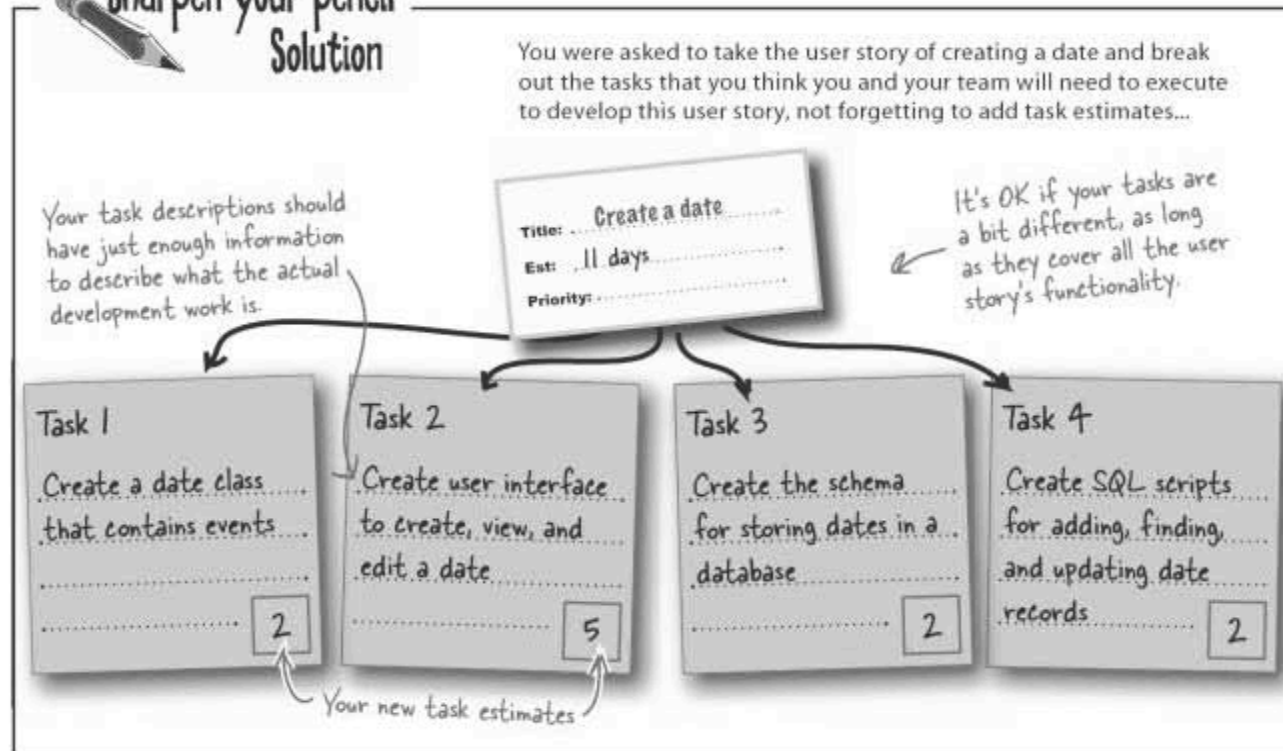 Sharpen your pencil
Solution
You were asked to take the user story of creating a date and break
out the tasks that you think you and your team will need to execute
to develop this user story, not forgetting to add task estimates...
Your task descriptions should
have just enough information
to describe what the actual
development work is.
Title: Create a date
Est: 11 days
Priority:
It's OK if your tasks are
a bit different, as long
as they cover all the user
story's functionality.
Task 1
Create a date class
that contains events
2
Task 2
Create user interface
to create, view, and
edit a date
5
Task 3
Create the schema
for storing dates in a
database
2
Task 4
Create SQL scripts
for adding, finding,
and updating date
records
2
Your new task estimates